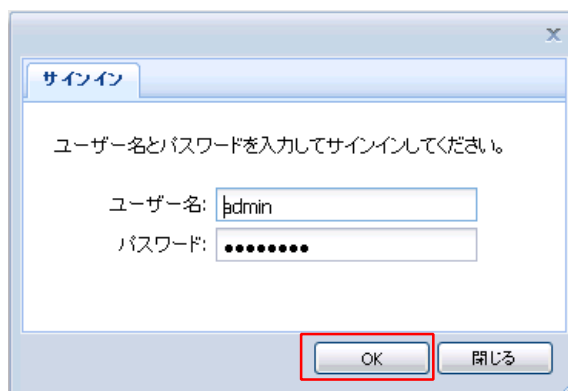 x
サインイン
ユーザー名とパスワードを入力してサインインしてください。
ユーザー名: admin
パスワード: ●●●●●●●●
OK 閉じる